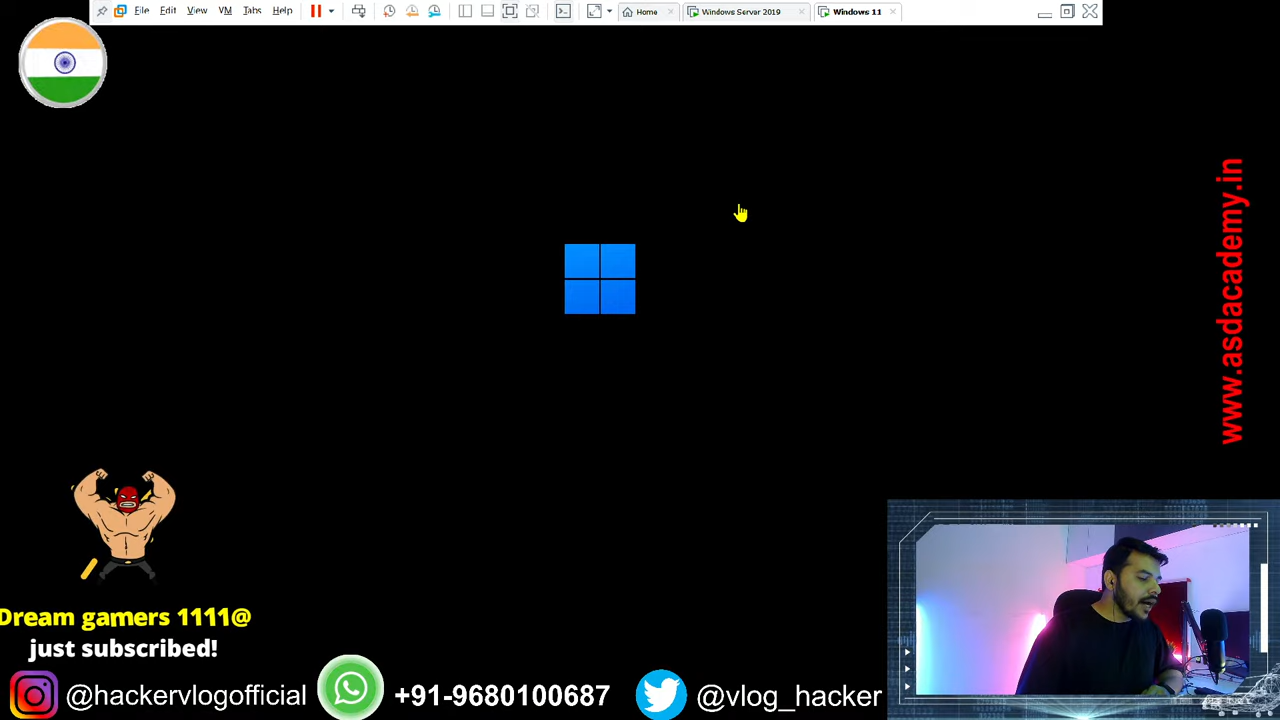 File Edit View VM Tabs Help Home Windows Server 2019 Windows 11
www.asdacademy.in
Dream gamers 1111@
just subscribed!
@hackervlogofficial +91-9680100687 @vlog_hacker